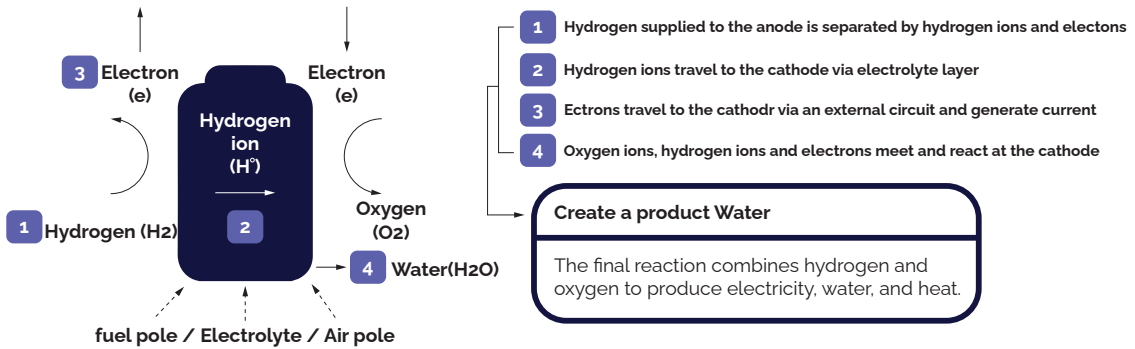 3
Electron
(e)
Electron
(e)
Hydrogen
ion
(H°)
1
Hydrogen (H2)
2
Oxygen
(O2)
4
Water(H2O)
fuel pole / Electrolyte / Air pole
1
Hydrogen supplied to the anode is separated by hydrogen ions and electons
2
Hydrogen ions travel to the cathode via electrolyte layer
3
Ectrons travel to the cathodr via an external circuit and generate current
4
Oxygen ions, hydrogen ions and electrons meet and react at the cathode
Create a product Water
The final reaction combines hydrogen and
oxygen to produce electricity, water, and heat.